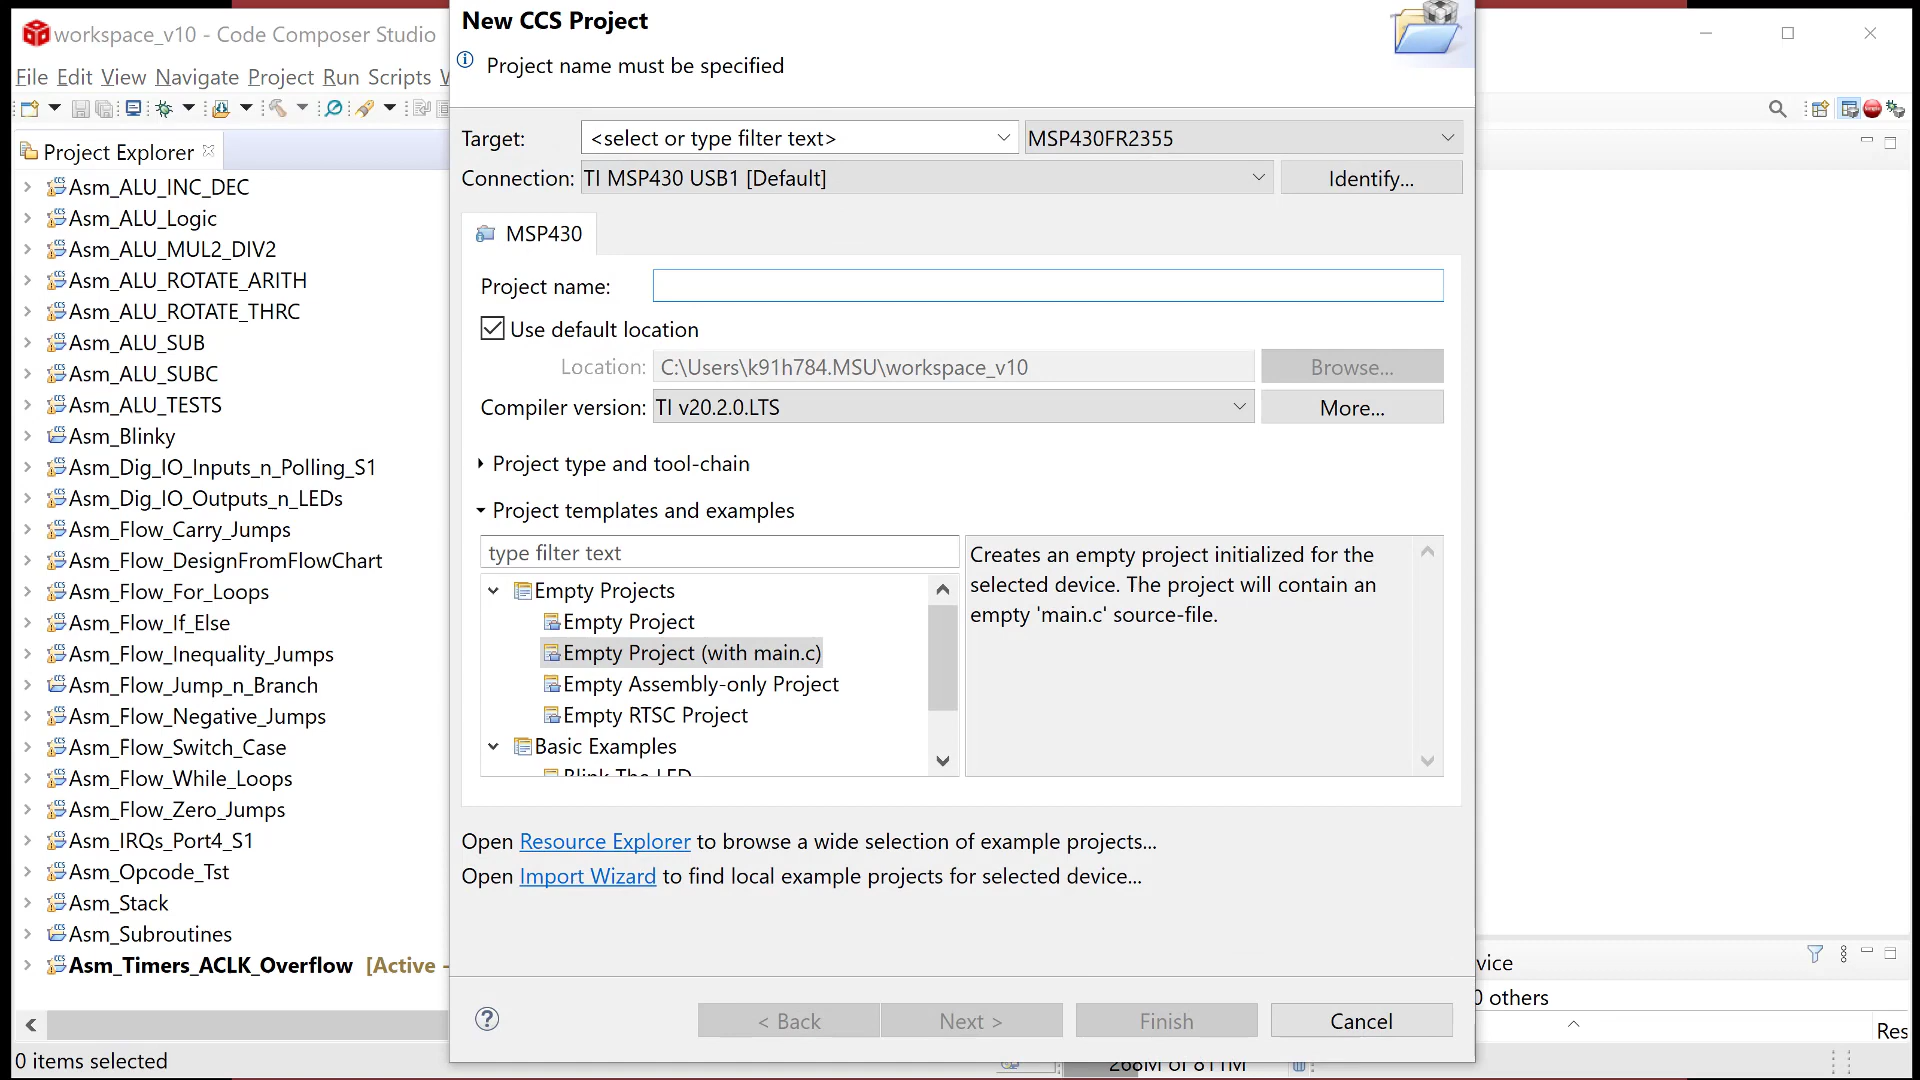 workspace_v10 - Code Composer Studio
File Edit View Navigate Project Run Scripts
Project Explorer
Asm_ALU_INC_DEC
Asm_ALU_Logic
Asm_ALU_MUL2_DIV2
Asm_ALU_ROTATE_ARITH
Asm_ALU_ROTATE_THRC
Asm_ALU_SUB
Asm_ALU_SUBC
Asm_ALU_TESTS
Asm_Blinky
Asm_Dig_IO_Inputs_n_Polling_S1
Asm_Dig_IO_Outputs_n_LEDs
Asm_Flow_Carry_Jumps
Asm_Flow_DesignFromFlowChart
Asm_Flow_For_Loops
Asm_Flow_If_Else
Asm_Flow_Inequality_Jumps
Asm_Flow_Jump_n_Branch
Asm_Flow_Negative_Jumps
Asm_Flow_Switch_Case
Asm_Flow_While_Loops
Asm_Flow_Zero_Jumps
Asm_IRQs_Port4_S1
Asm_Opcode_Tst
Asm_Stack
Asm_Subroutines
Asm_Timers_ACLK_Overflow [Active -
0 items selected
New CCS Project
Project name must be specified
Target: <select or type filter text> MSP430FR2355
Connection: TI MSP430 USB1 [Default] Identify...
MSP430
Project name:
Use default location
Location: C:\Users\k91h784.MSU\workspace_v10 Browse...
Compiler version: TI v20.2.0.LTS More...
Project type and tool-chain
Project templates and examples
type filter text
Empty Projects
Empty Project
Empty Project (with main.c)
Empty Assembly-only Project
Empty RTSC Project
Basic Examples
Blink The LED
Creates an empty project initialized for the
selected device. The project will contain an
empty 'main.c' source-file.
Open Resource Explorer to browse a wide selection of example projects...
Open Import Wizard to find local example projects for selected device...
? < Back Next > Finish Cancel
vice
0 others
Res
268M of 811M